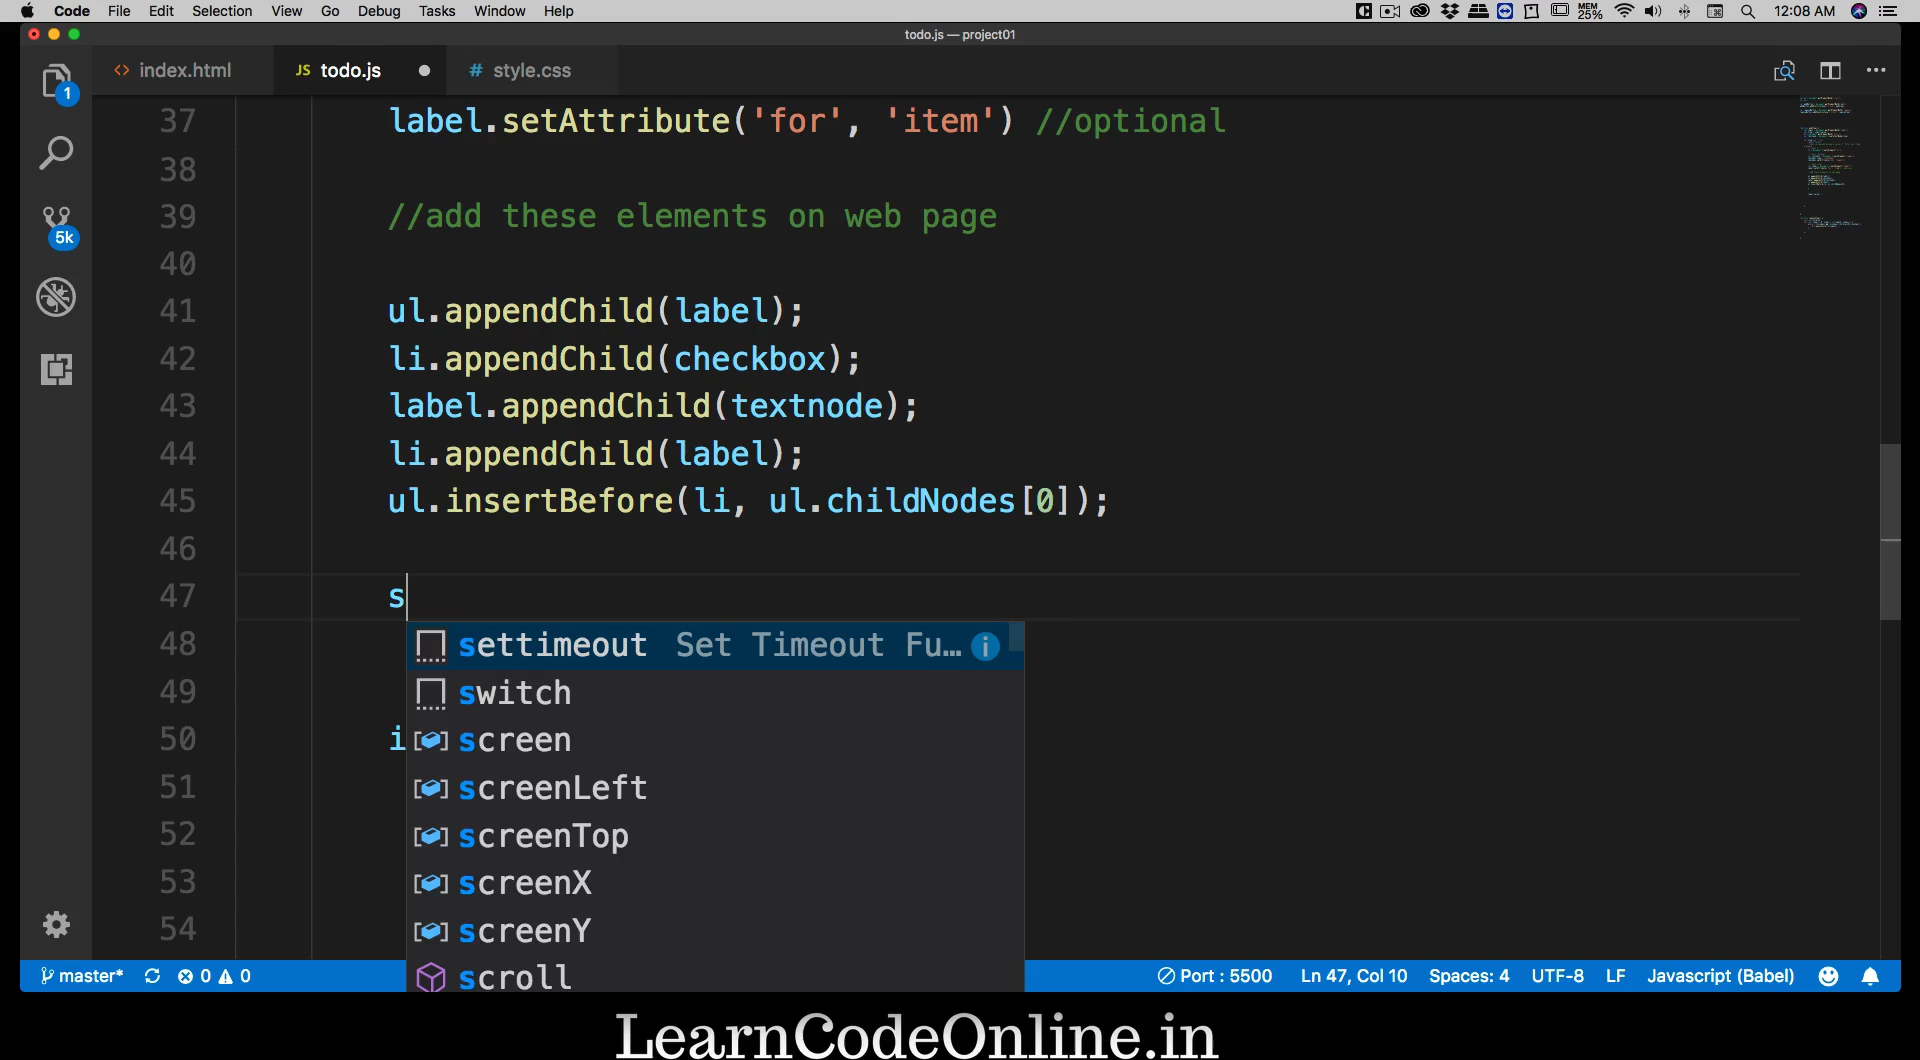 Code File Edit Selection View Go Debug Tasks Window Help MEM 25% 12:08 AM
todo.js — project01
<> index.html JS todo.js # style.css
1
5k
37 label.setAttribute('for', 'item') //optional
38
39 //add these elements on web page
40
41 ul.appendChild(label);
42 li.appendChild(checkbox);
43 label.appendChild(textnode);
44 li.appendChild(label);
45 ul.insertBefore(li, ul.childNodes[0]);
46
47 s
48 settimeout Set Timeout Fu… i
49 switch
50 i screen
51 screenLeft
52 screenTop
53 screenX
54 screenY
scroll
master* 0 0 Port : 5500 Ln 47, Col 10 Spaces: 4 UTF-8 LF Javascript (Babel)
LearnCodeOnline.in